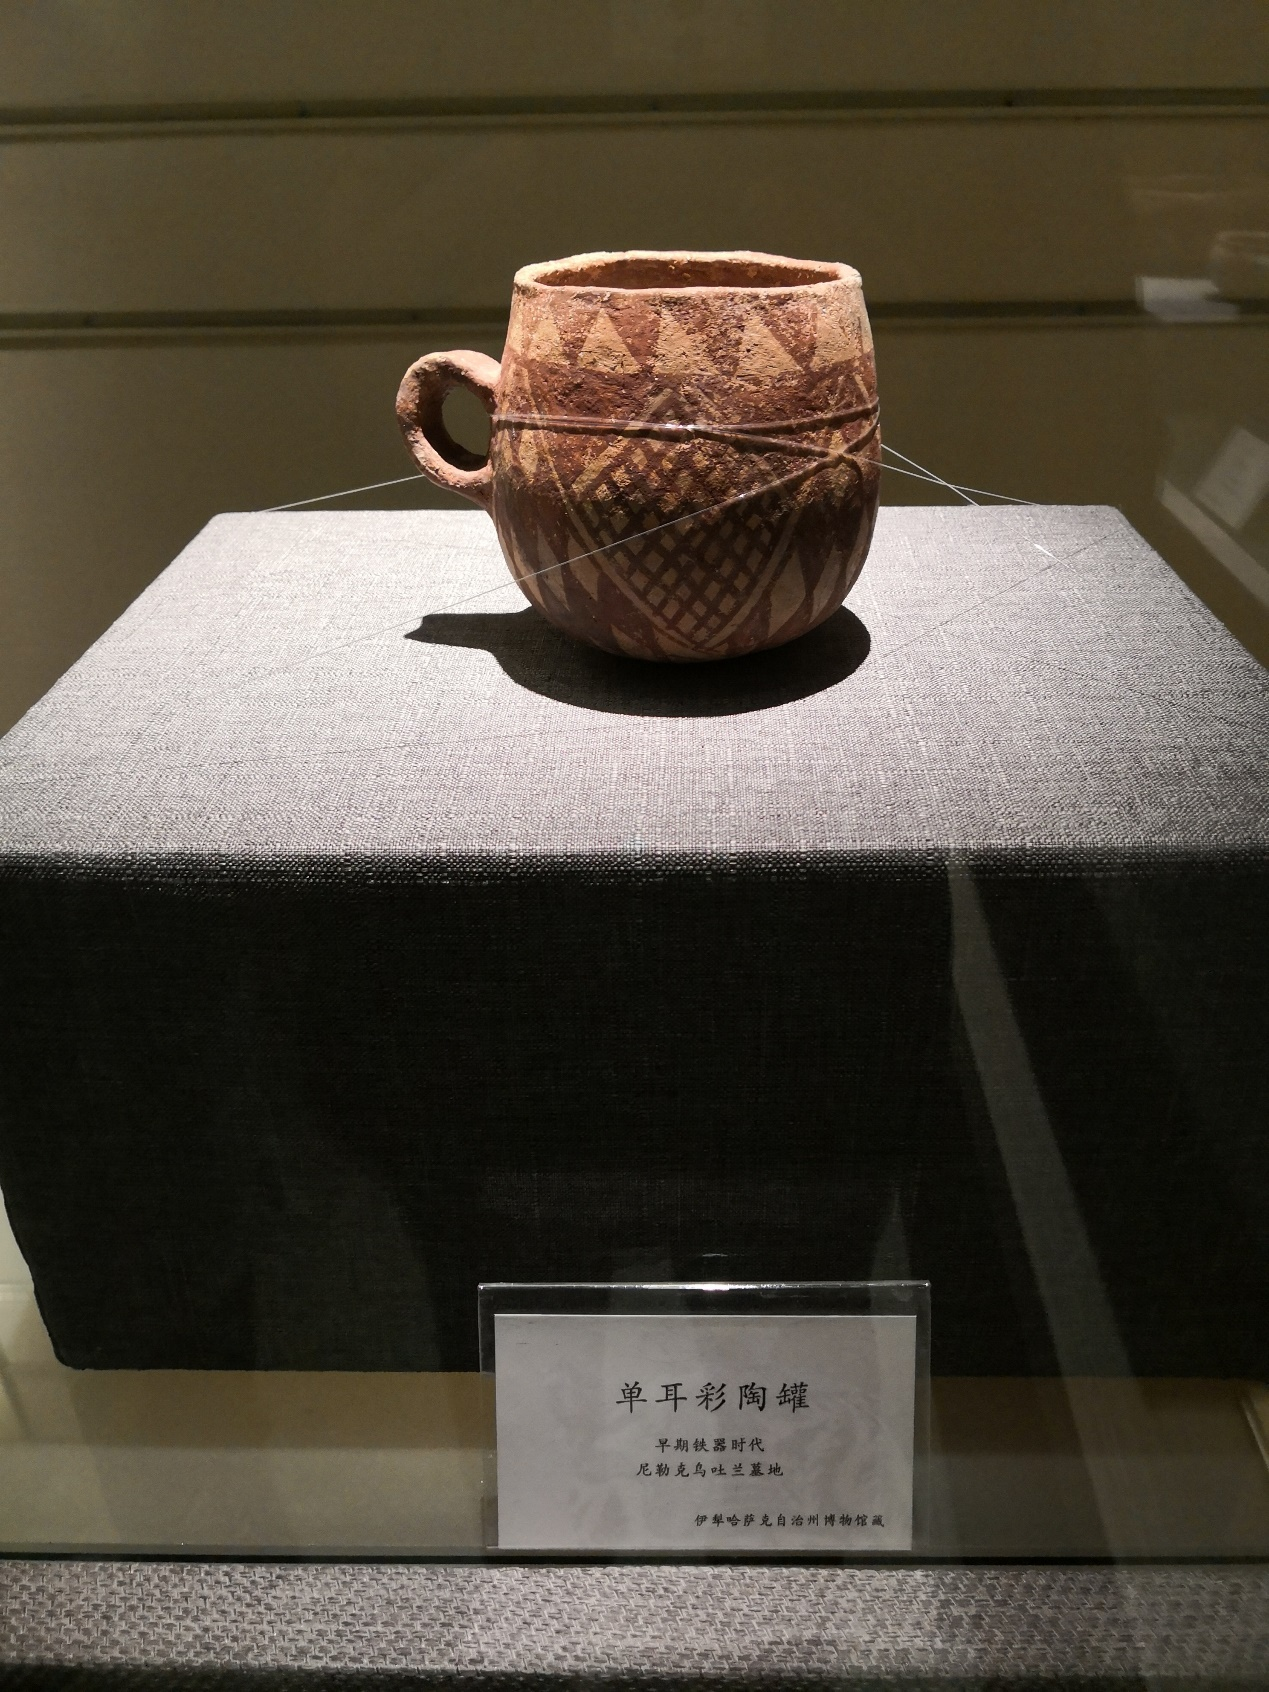 单耳彩陶罐
早期铁器时代
尼勒克乌吐兰墓地
伊犁哈萨克自治州博物馆藏